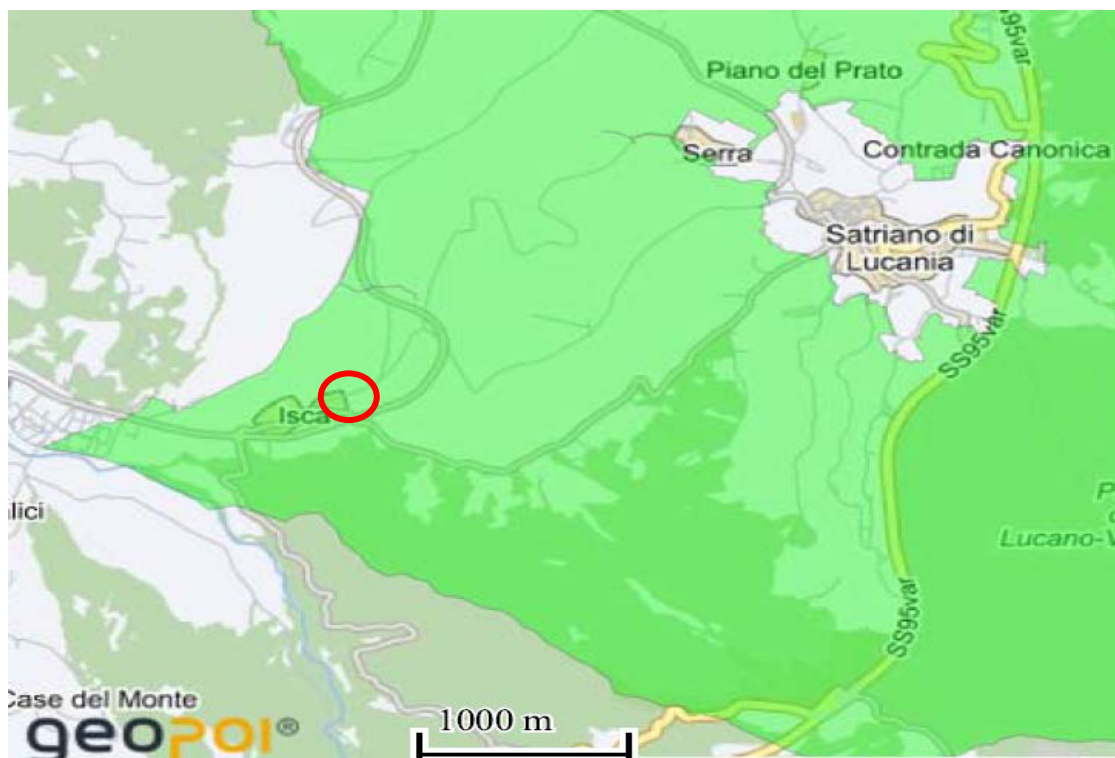 SS95var
Piano del Prato
Serra
Contrada Canonica
Satriano di
Lucania
SS95var
Isca
Lucano-V
SS95var
Case del Monte
geopoi®
1000 m